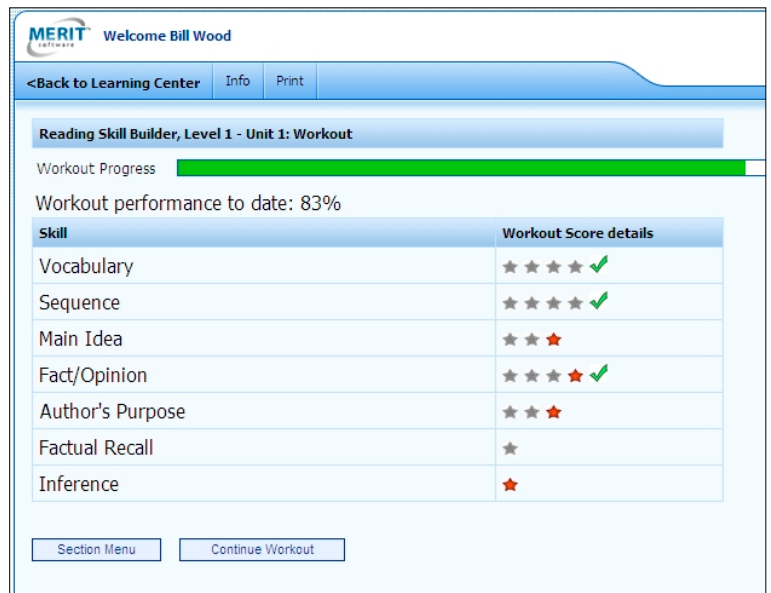 MERIT™
software
Welcome Bill Wood
<Back to Learning Center Info Print
Reading Skill Builder, Level 1 - Unit 1: Workout
Workout Progress
Workout performance to date: 83%
Skill Workout Score details
Vocabulary
Sequence
Main Idea
Fact/Opinion
Author's Purpose
Factual Recall
Inference
Section Menu Continue Workout